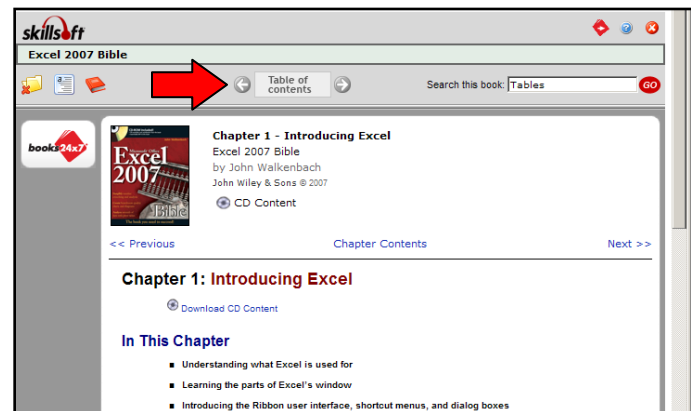 skillsoft
Excel 2007 Bible
Table of
contents
Search this book: Tables
GO
books24x7
Excel
2007
Bible
Chapter 1 - Introducing Excel
Excel 2007 Bible
by John Walkenbach
John Wiley & Sons © 2007
CD Content
<< Previous
Chapter Contents
Next >>
Chapter 1: Introducing Excel
Download CD Content
In This Chapter
■ Understanding what Excel is used for
■ Learning the parts of Excel's window
■ Introducing the Ribbon user interface, shortcut menus, and dialog boxes